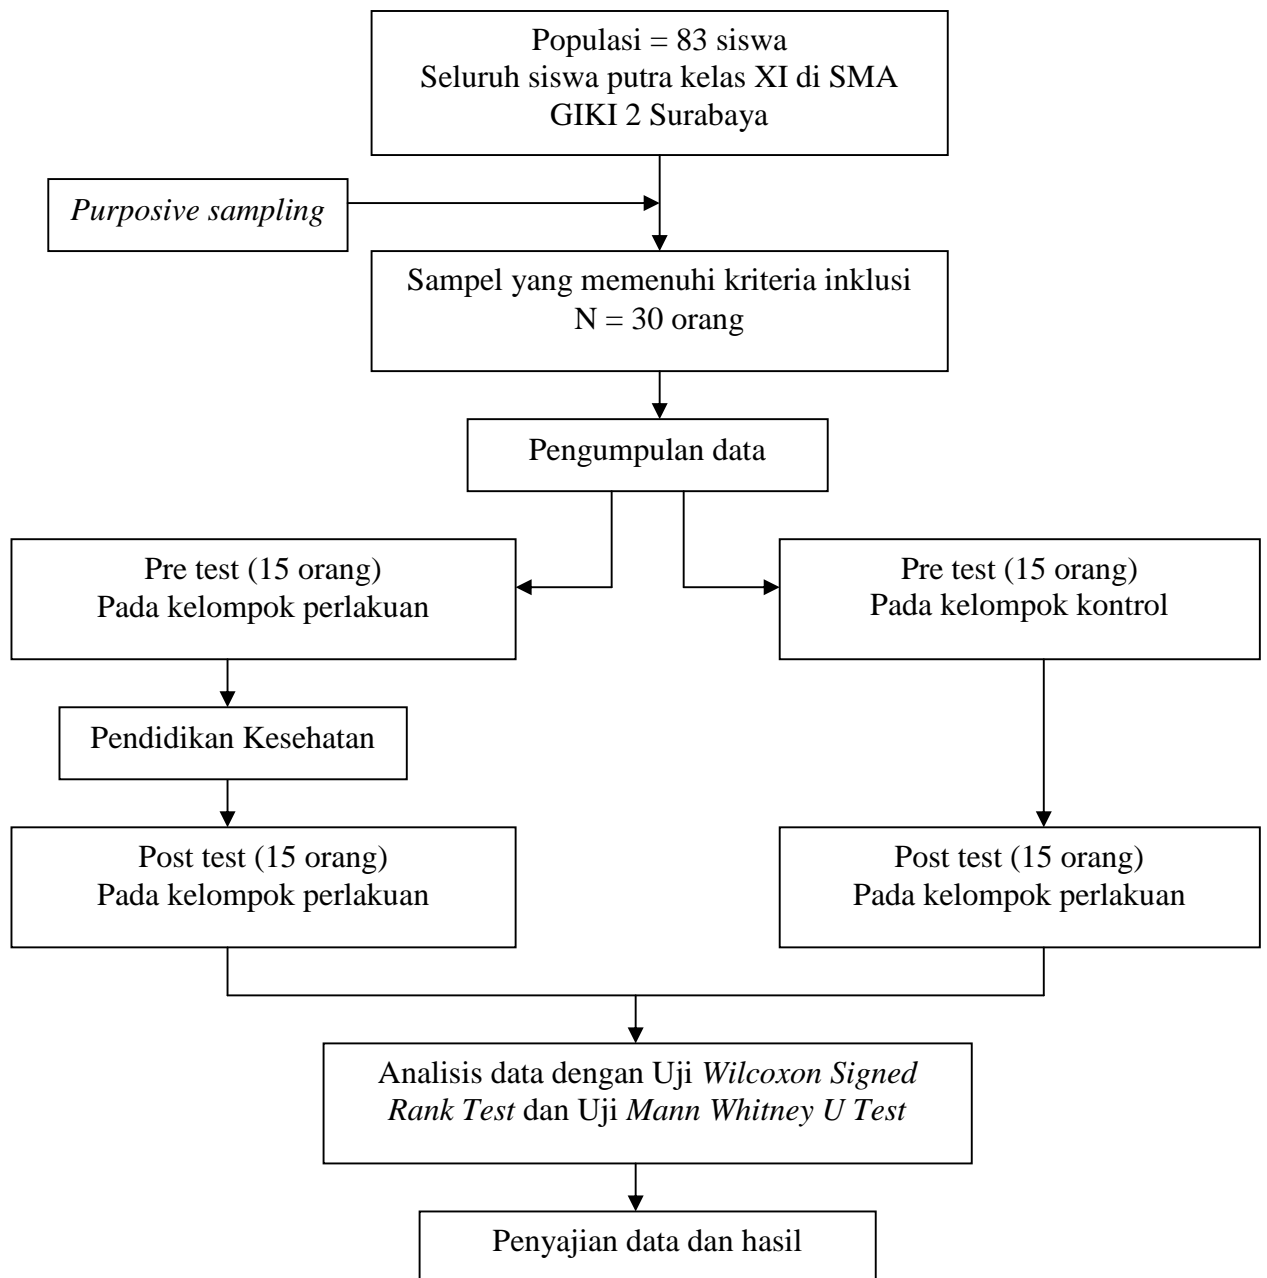 Populasi = 83 siswa
Seluruh siswa putra kelas XI di SMA
GIKI 2 Surabaya
Purposive sampling
Sampel yang memenuhi kriteria inklusi
N = 30 orang
Pengumpulan data
Pre test (15 orang)
Pada kelompok perlakuan
Pre test (15 orang)
Pada kelompok kontrol
Pendidikan Kesehatan
Post test (15 orang)
Pada kelompok perlakuan
Post test (15 orang)
Pada kelompok perlakuan
Analisis data dengan Uji Wilcoxon Signed
Rank Test dan Uji Mann Whitney U Test
Penyajian data dan hasil